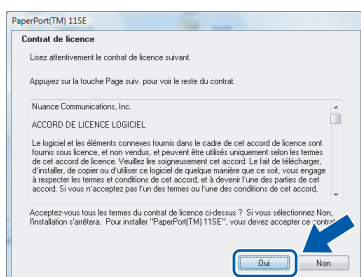 PaperPort(TM) 11SE
Contrat de licence
Lisez attentivement le contrat de licence suivant.
Appuyez sur la touche Page suiv. pour voir le reste du contrat.
Nuance Communications, Inc.
ACCORD DE LICENCE LOGICIEL
Le logiciel et les éléments connexes fournis dans le cadre de cet accord de licence sont
fournis sous licence, et non vendus, et peuvent être utilisés uniquement selon les termes
de cet accord de licence. Veuillez lire soigneusement cet accord. Le fait de télécharger,
d'installer, de copier ou d'utiliser ce logiciel de quelque manière que ce soit, vous engage
à respecter les termes et conditions de cet accord, et à devenir l'une des parties de cet
accord. Si vous n'acceptez pas l'un des termes ou l'une des conditions de cet accord,
Acceptez-vous tous les termes du contrat de licence ci-dessus ? Si vous sélectionnez Non,
l'installation s'arrêtera. Pour installer "PaperPort(TM) 11SE", vous devez accepter ce contrat.
Oui
Non